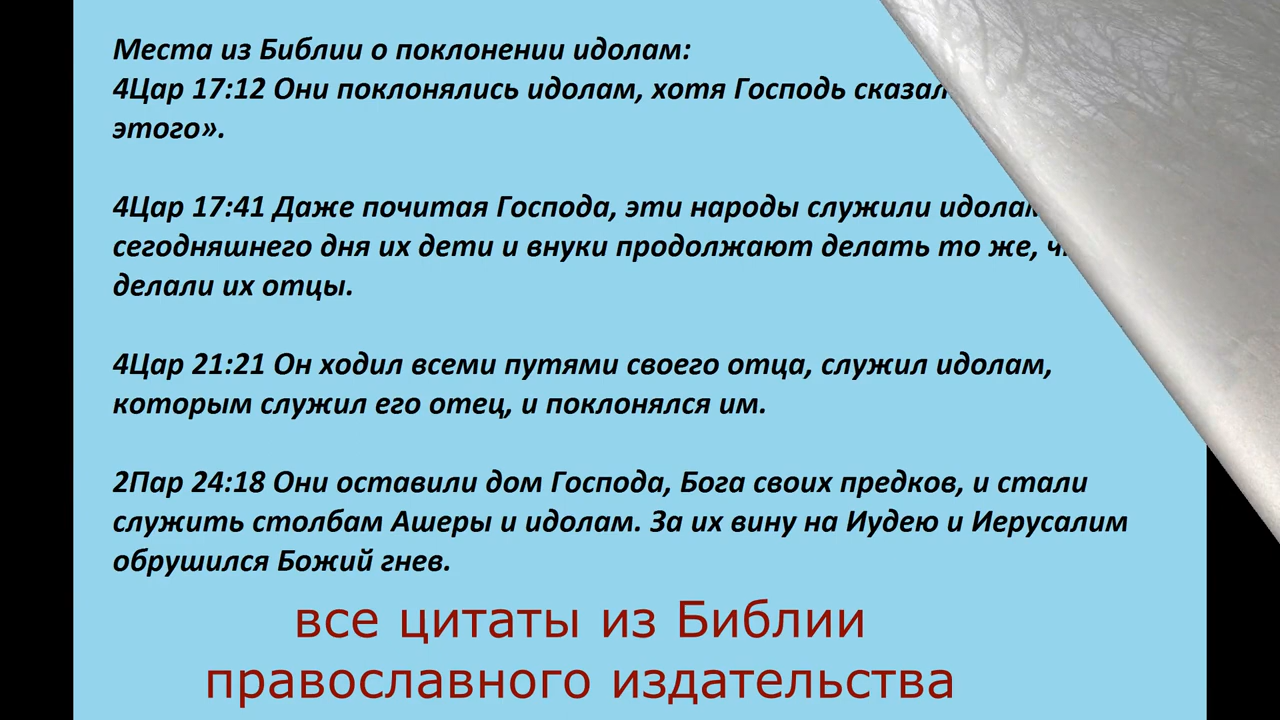 Места из Библии о поклонении идолам:
4Цар 17:12 Они поклонялись идолам, хотя Господь сказал
этого».
4Цар 17:41 Даже почитая Господа, эти народы служили
сегодняшнего дня их дети и внуки продолжают делать то же,
делали их отцы.
4Цар 21:21 Он ходил всеми путями своего отца, служил идолам,
которым служил его отец, и поклонялся им.
2Пар 24:18 Они оставили дом Господа, Бога своих предков, и стали
служить столбам Ашеры и идолам. За их вину на Иудею и Иерусалим
обрушился Божий гнев.
все цитаты из Библии
православного издательства